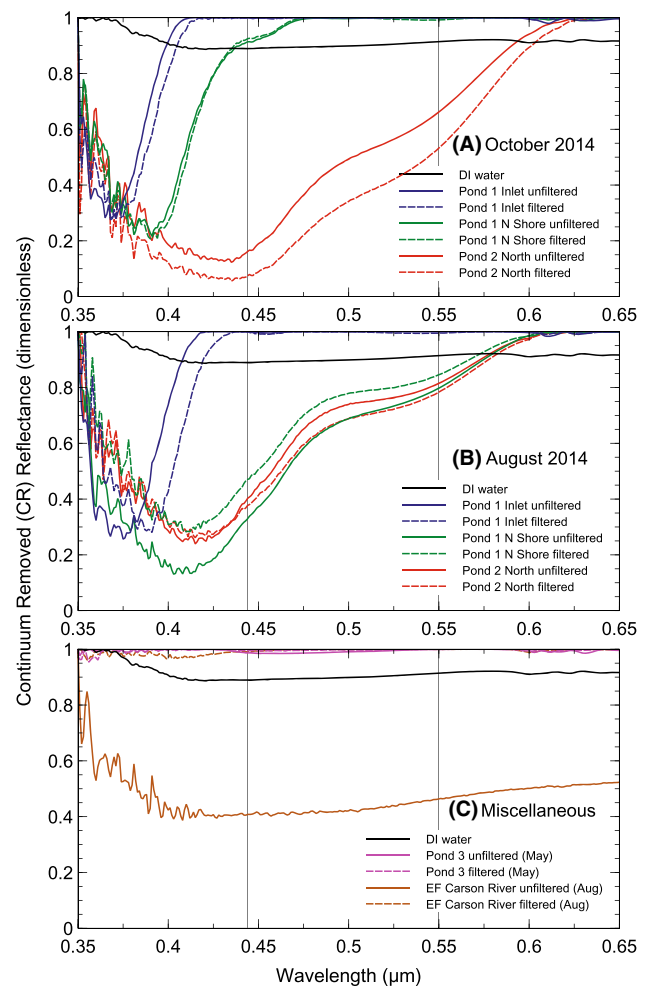 Continuum Removed (CR) Reflectance (dimensionless)
1
0.8
0.6
0.4
0.2
0
(A) October 2014
DI water
Pond 1 Inlet unfiltered
Pond 1 Inlet filtered
Pond 1 N Shore unfiltered
Pond 1 N Shore filtered
Pond 2 North unfiltered
Pond 2 North filtered
0.35 0.4 0.45 0.5 0.55 0.6 0.65
1
0.8
0.6
0.4
0.2
0
(B) August 2014
DI water
Pond 1 Inlet unfiltered
Pond 1 Inlet filtered
Pond 1 N Shore unfiltered
Pond 1 N Shore filtered
Pond 2 North unfiltered
Pond 2 North filtered
0.35 0.4 0.45 0.5 0.55 0.6 0.65
1
0.8
0.6
0.4
0.2
0
(C) Miscellaneous
DI water
Pond 3 unfiltered (May)
Pond 3 filtered (May)
EF Carson River unfiltered (Aug)
EF Carson River filtered (Aug)
0.35 0.4 0.45 0.5 0.55 0.6 0.65
Wavelength (µm)